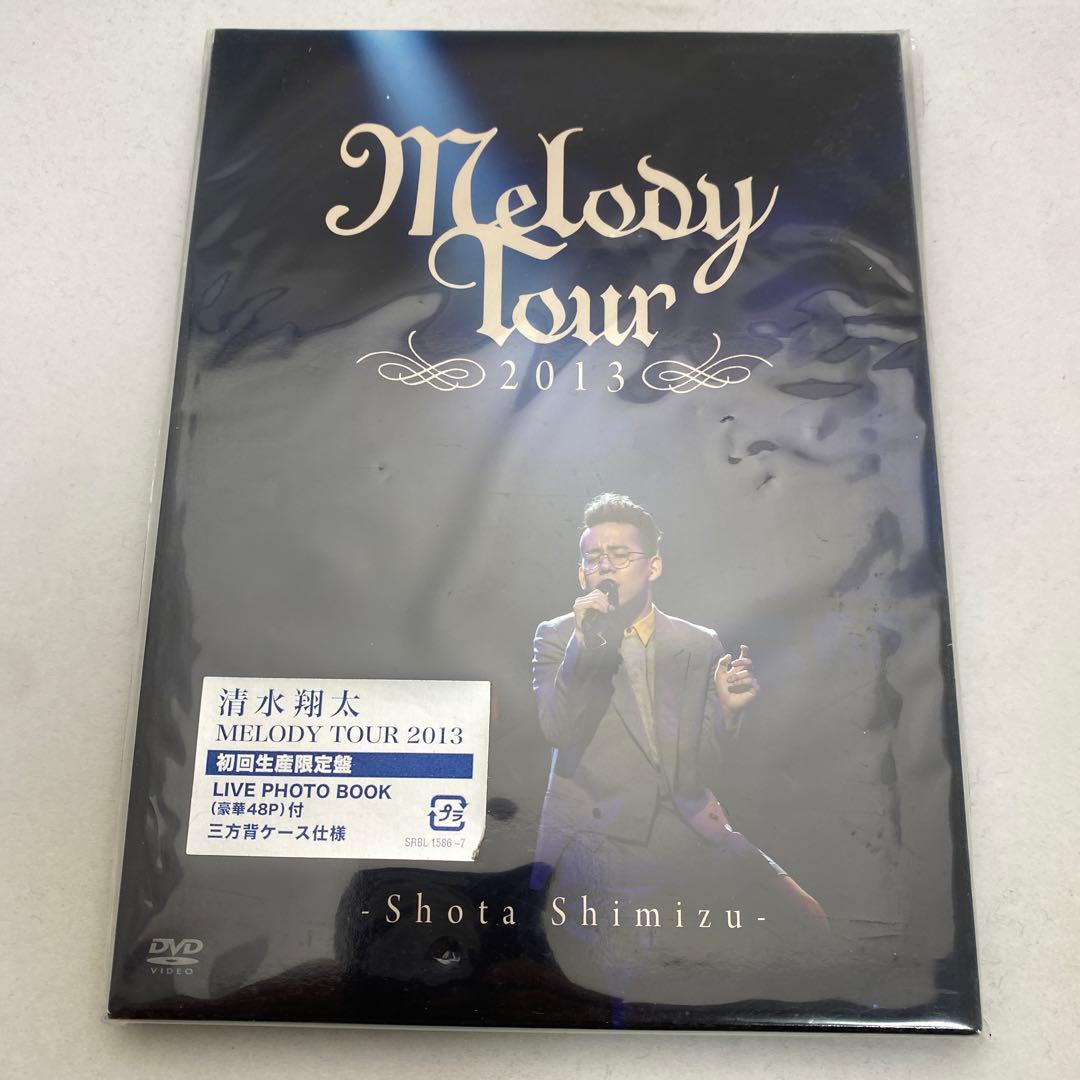 Melody
Tour
2013
清水翔太
MELODY TOUR 2013
初回生産限定盤
LIVE PHOTO BOOK
(豪華48P)付
三方背ケース仕様
プラ
SRBL 1586~7
-Shota Shimizu-
DVD
VIDEO